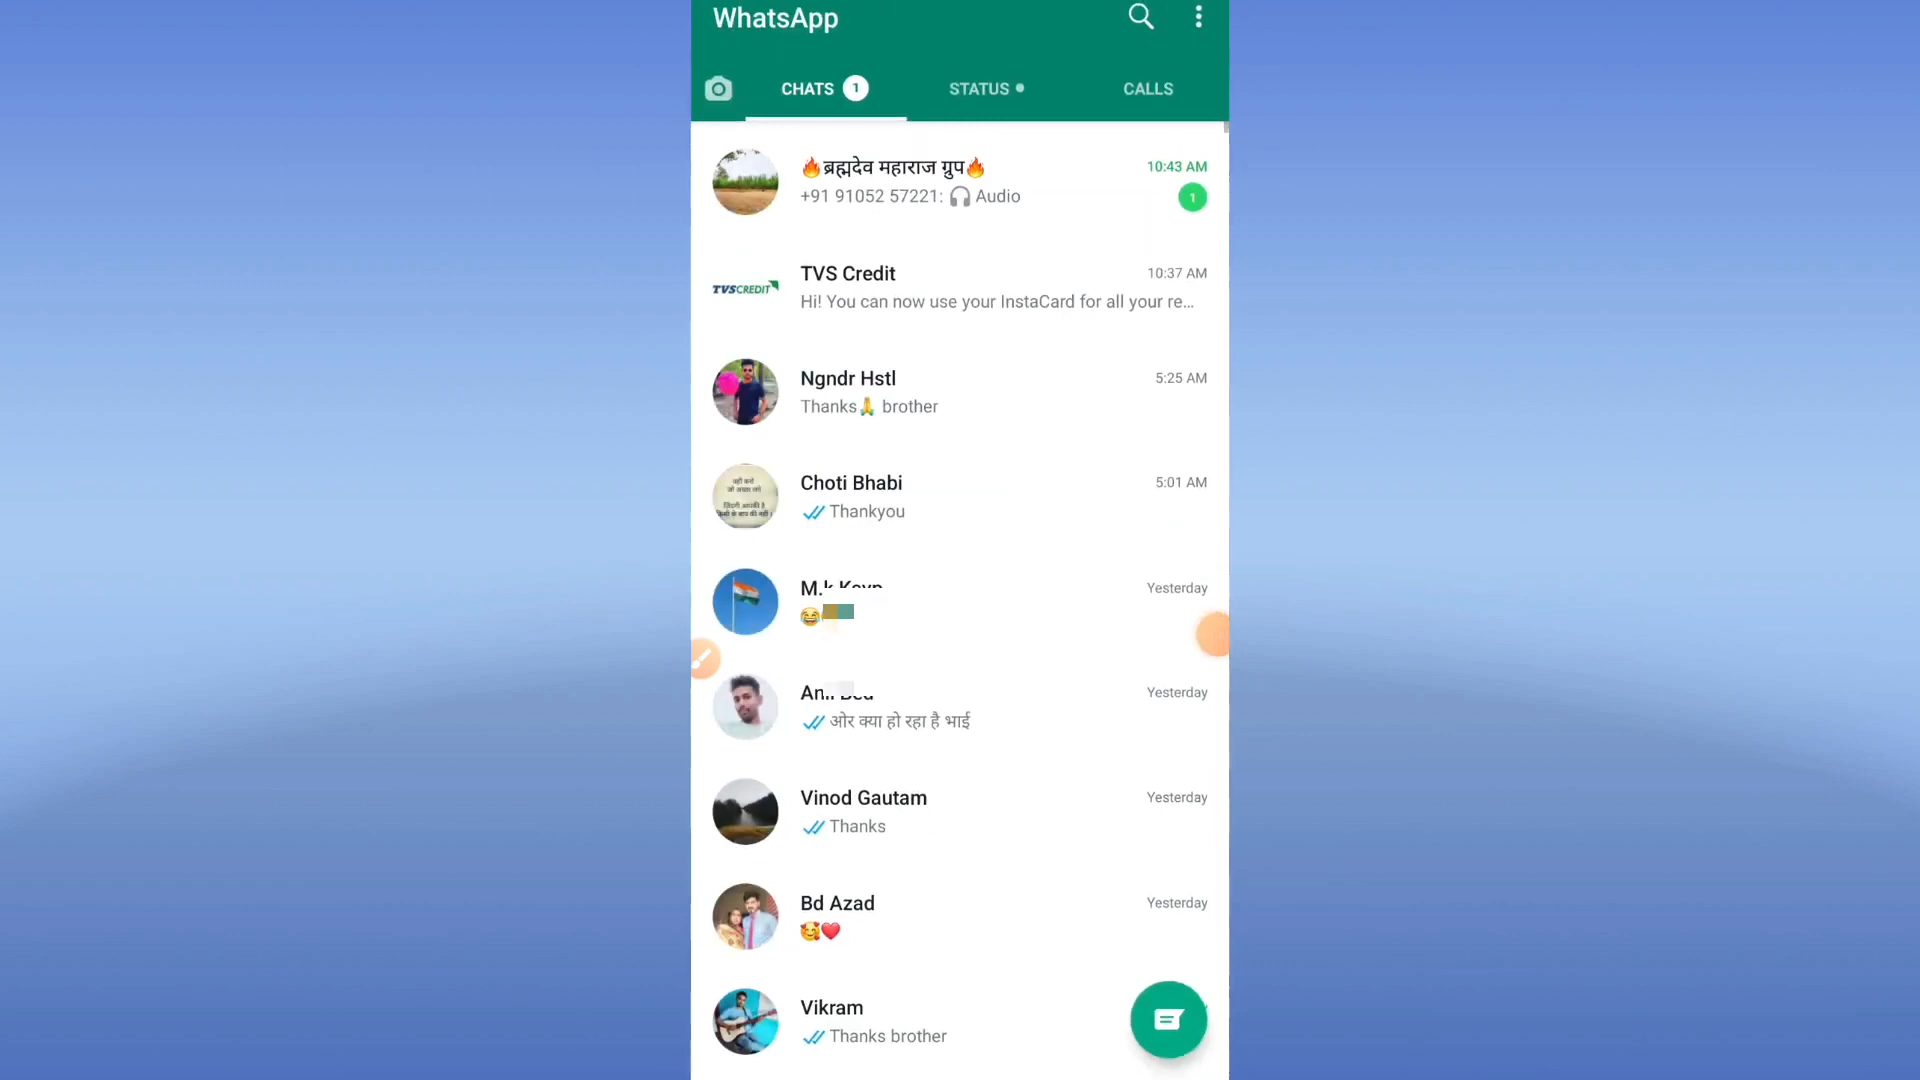 WhatsApp
CHATS 1
STATUS
CALLS
🔥ब्रह्मदेव महाराज ग्रुप🔥
10:43 AM
+91 91052 57221: 🎧 Audio
1
TVS CREDIT
TVS Credit
10:37 AM
Hi! You can now use your InstaCard for all your re...
Ngndr Hstl
5:25 AM
Thanks🙏 brother
Choti Bhabi
5:01 AM
Thankyou
Yesterday
😂
Yesterday
ओर क्या हो रहा है भाई
Vinod Gautam
Yesterday
Thanks
Bd Azad
Yesterday
🥰❤️
Vikram
Thanks brother